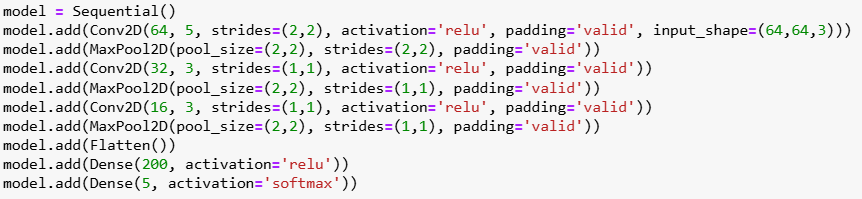 model = Sequential()
model.add(Conv2D(64, 5, strides=(2,2), activation='relu', padding='valid', input_shape=(64,64,3)))
model.add(MaxPool2D(pool_size=(2,2), strides=(2,2), padding='valid'))
model.add(Conv2D(32, 3, strides=(1,1), activation='relu', padding='valid'))
model.add(MaxPool2D(pool_size=(2,2), strides=(1,1), padding='valid'))
model.add(Conv2D(16, 3, strides=(1,1), activation='relu', padding='valid'))
model.add(MaxPool2D(pool_size=(2,2), strides=(1,1), padding='valid'))
model.add(Flatten())
model.add(Dense(200, activation='relu'))
model.add(Dense(5, activation='softmax'))